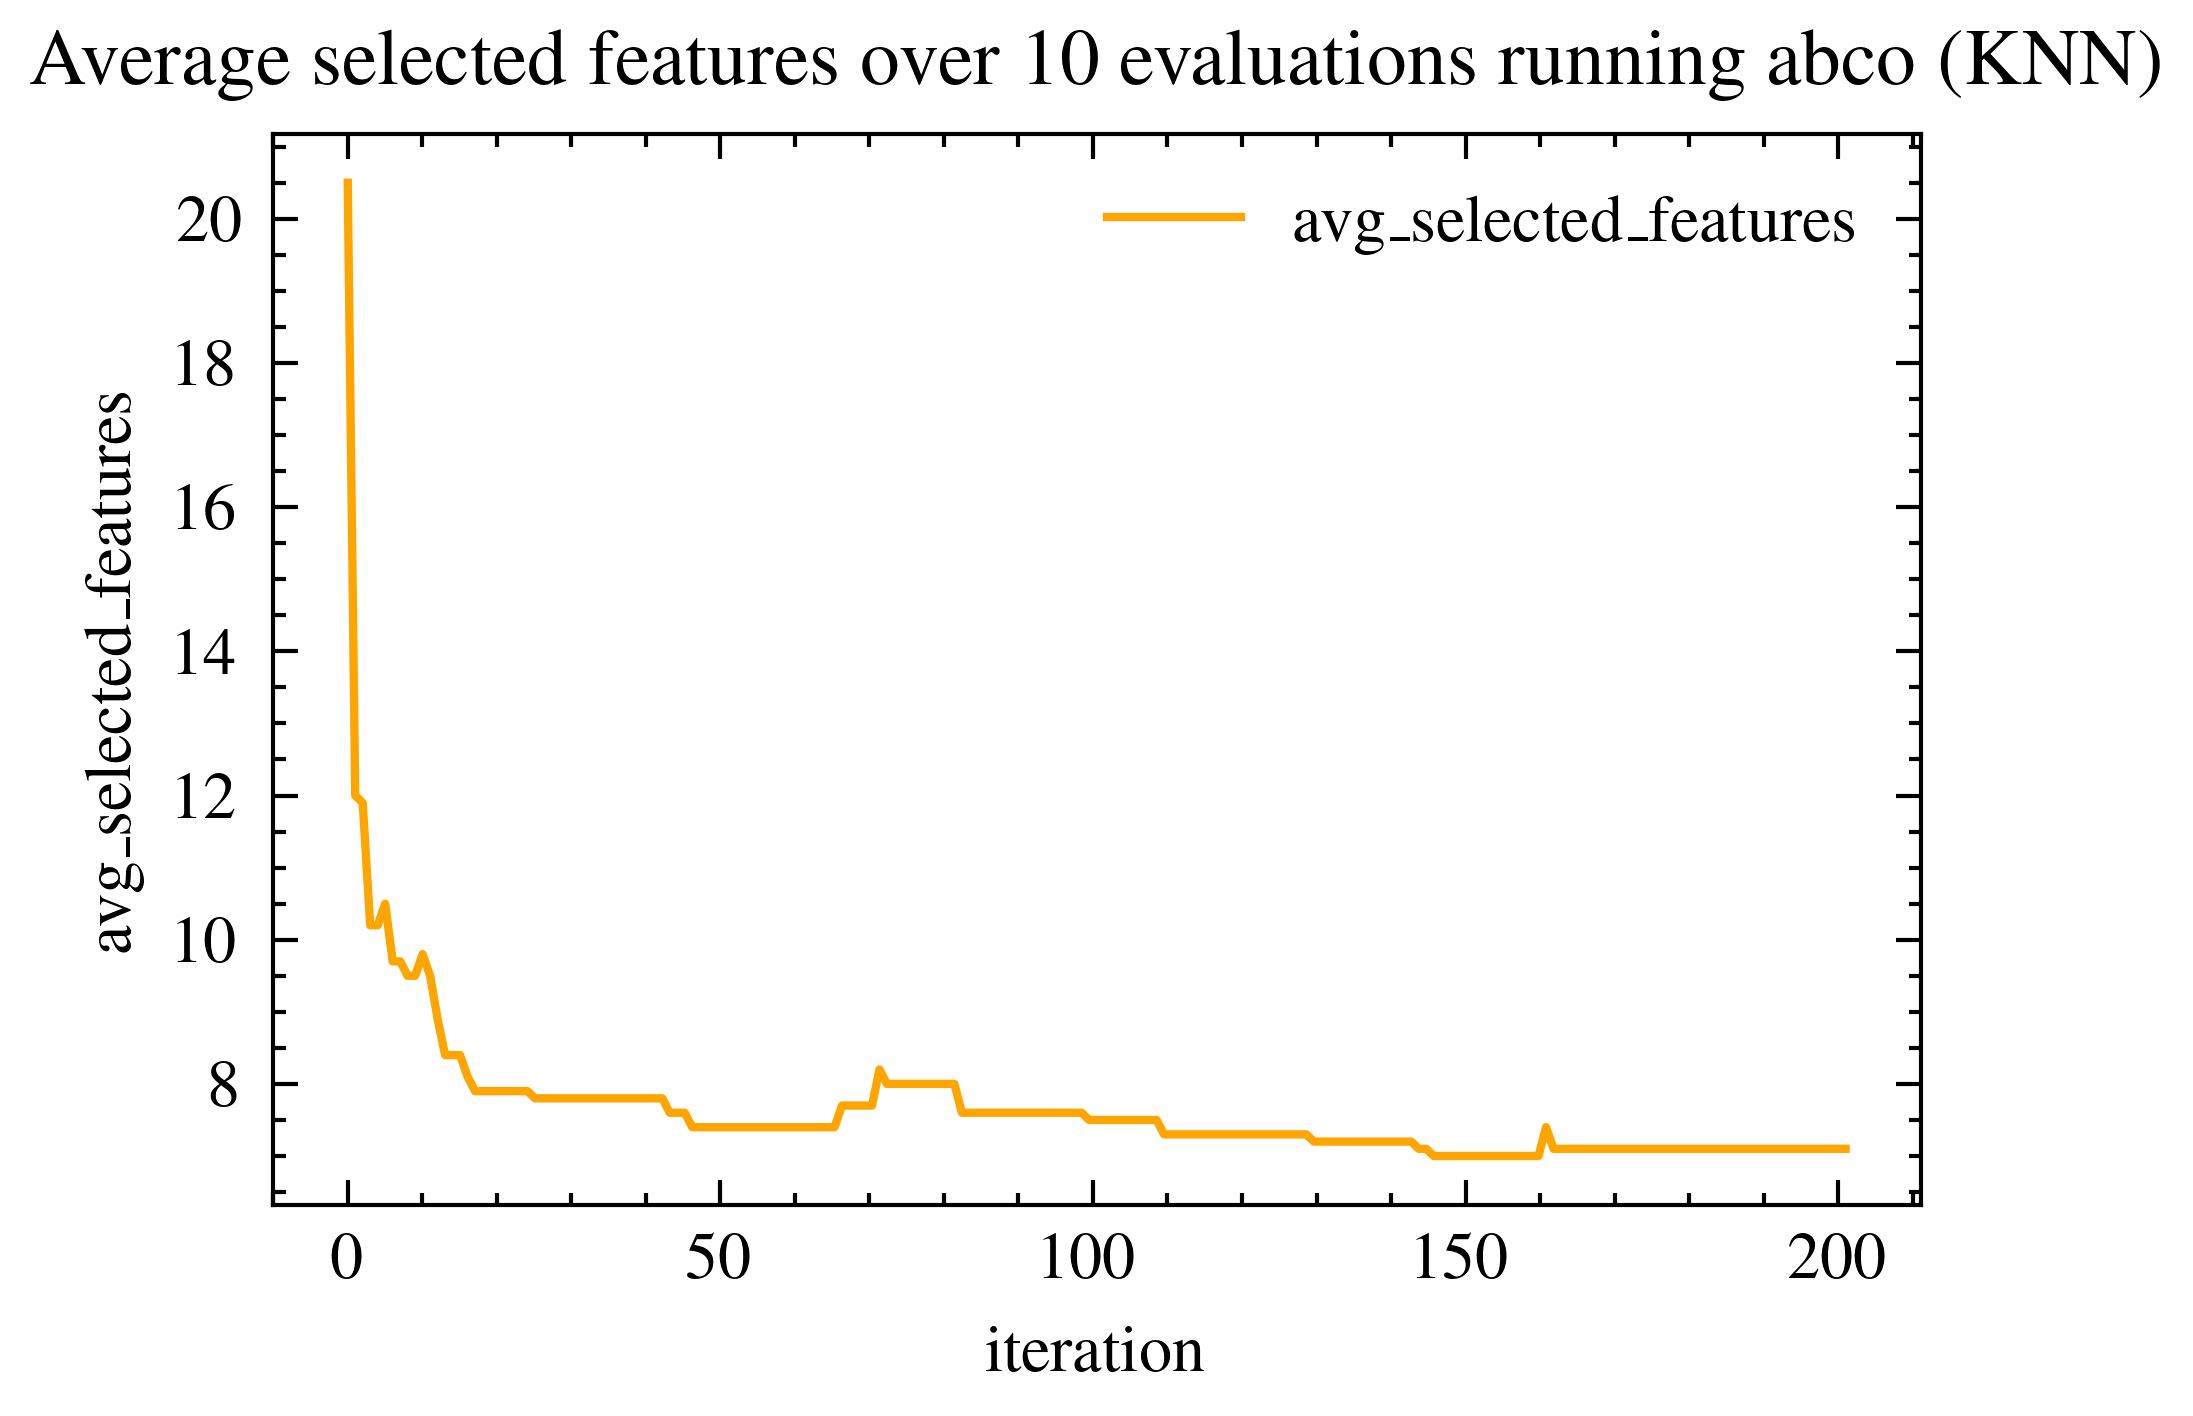 Average selected features over 10 evaluations running abco (KNN)
avg_selected_features
20
18
16
14
12
10
8
avg_selected_features
0 50 100 150 200
iteration